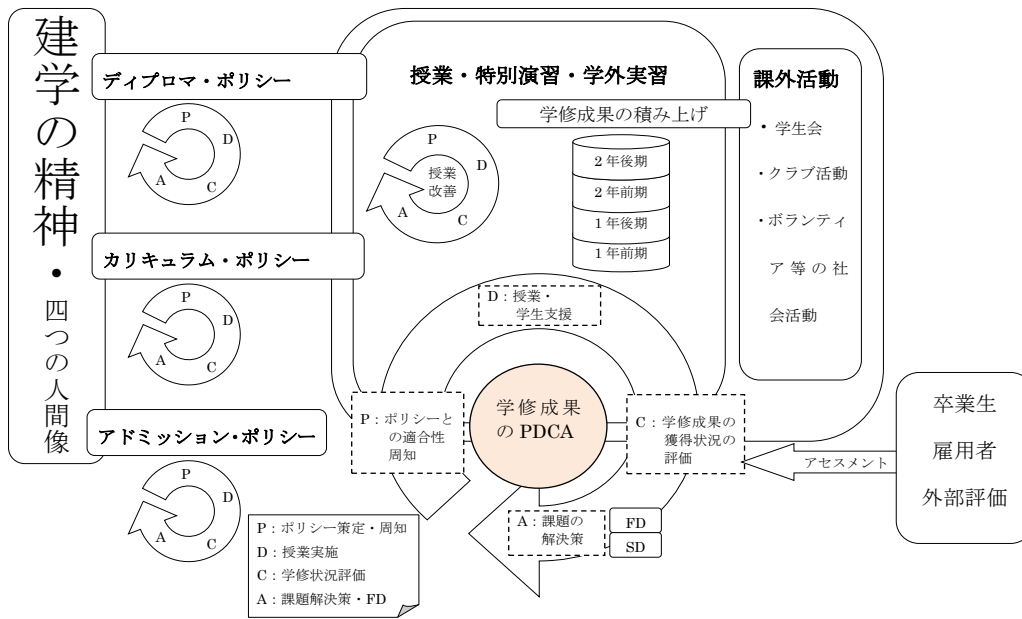 建学の精神・四つの人間像
ディプロマ・ポリシー
P
D
C
A
カリキュラム・ポリシー
P
D
C
A
アドミッション・ポリシー
P
D
C
A
授業・特別演習・学外実習
学修成果の積み上げ
P
D
C
A
授業
改善
2 年後期
2 年前期
1 年後期
1 年前期
課外活動
・学生会
・クラブ活動
・ボランティ
ア等の社
会活動
D：授業・
学生支援
P：ポリシーと
の適合性
周知
学修成果
の PDCA
C：学修成果の
獲得状況の
評価
A：課題の
解決策
FD
SD
アセスメント
卒業生
雇用者
外部評価
P：ポリシー策定・周知
D：授業実施
C：学修状況評価
A：課題解決策・FD